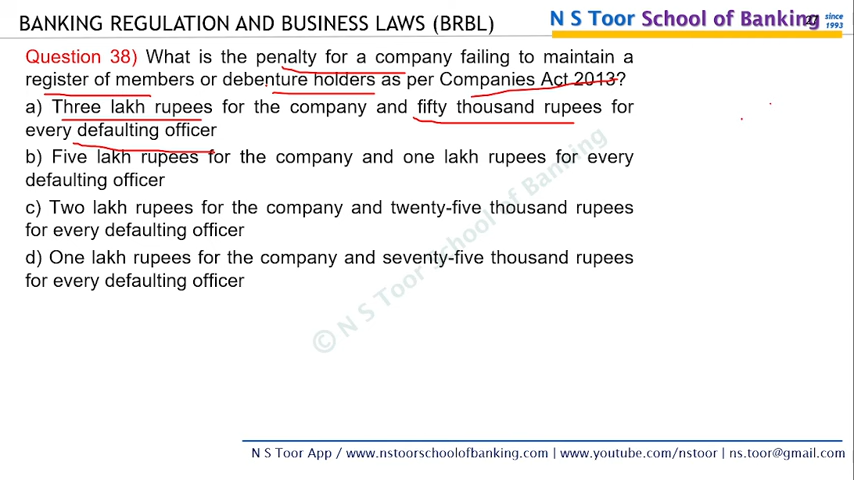 BANKING REGULATION AND BUSINESS LAWS (BRBL)
N S Toor School of Banking since 1993
Question 38) What is the penalty for a company failing to maintain a
register of members or debenture holders as per Companies Act 2013?
a) Three lakh rupees for the company and fifty thousand rupees for
every defaulting officer
b) Five lakh rupees for the company and one lakh rupees for every
defaulting officer
c) Two lakh rupees for the company and twenty-five thousand rupees
for every defaulting officer
d) One lakh rupees for the company and seventy-five thousand rupees
for every defaulting officer
© N S Toor School of Banking
N S Toor App / www.nstoorschoolofbanking.com | www.youtube.com/nstoor | ns.toor@gmail.com